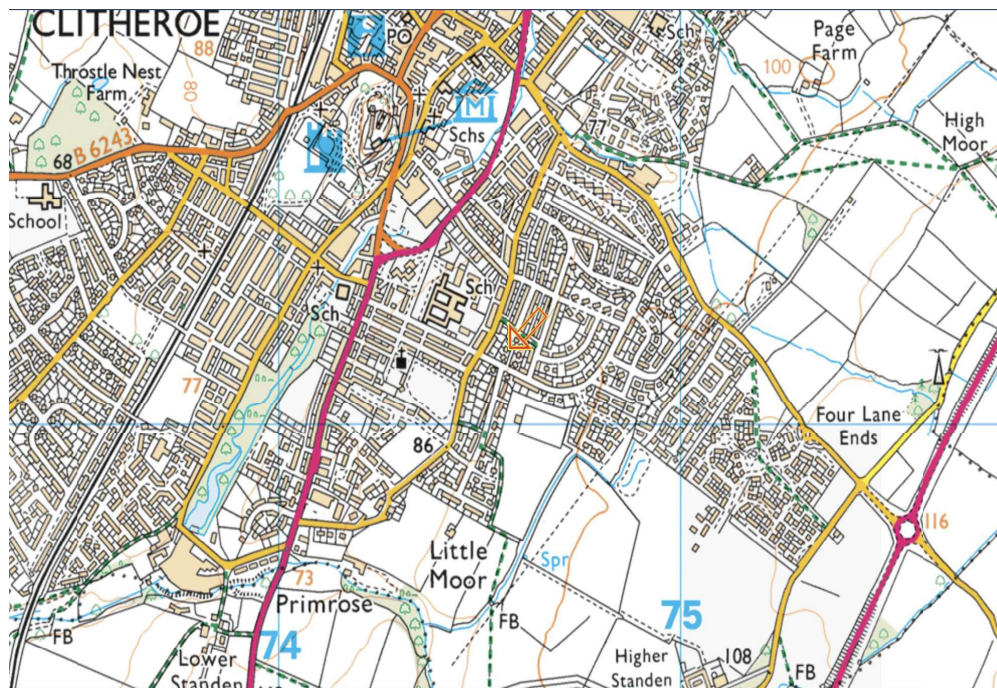 CLITHEROE
88
PO
Sch
Page
Farm
100
Throstle Nest
Farm
80
M
Schs
77
High
Moor
68
B 6243
School
Sch
Sch
77
86
Four Lane
Ends
116
Little
Moor
Spr
73
Primrose
75
FB
FB
74
Lower
Standen
Higher
Standen
108
FB